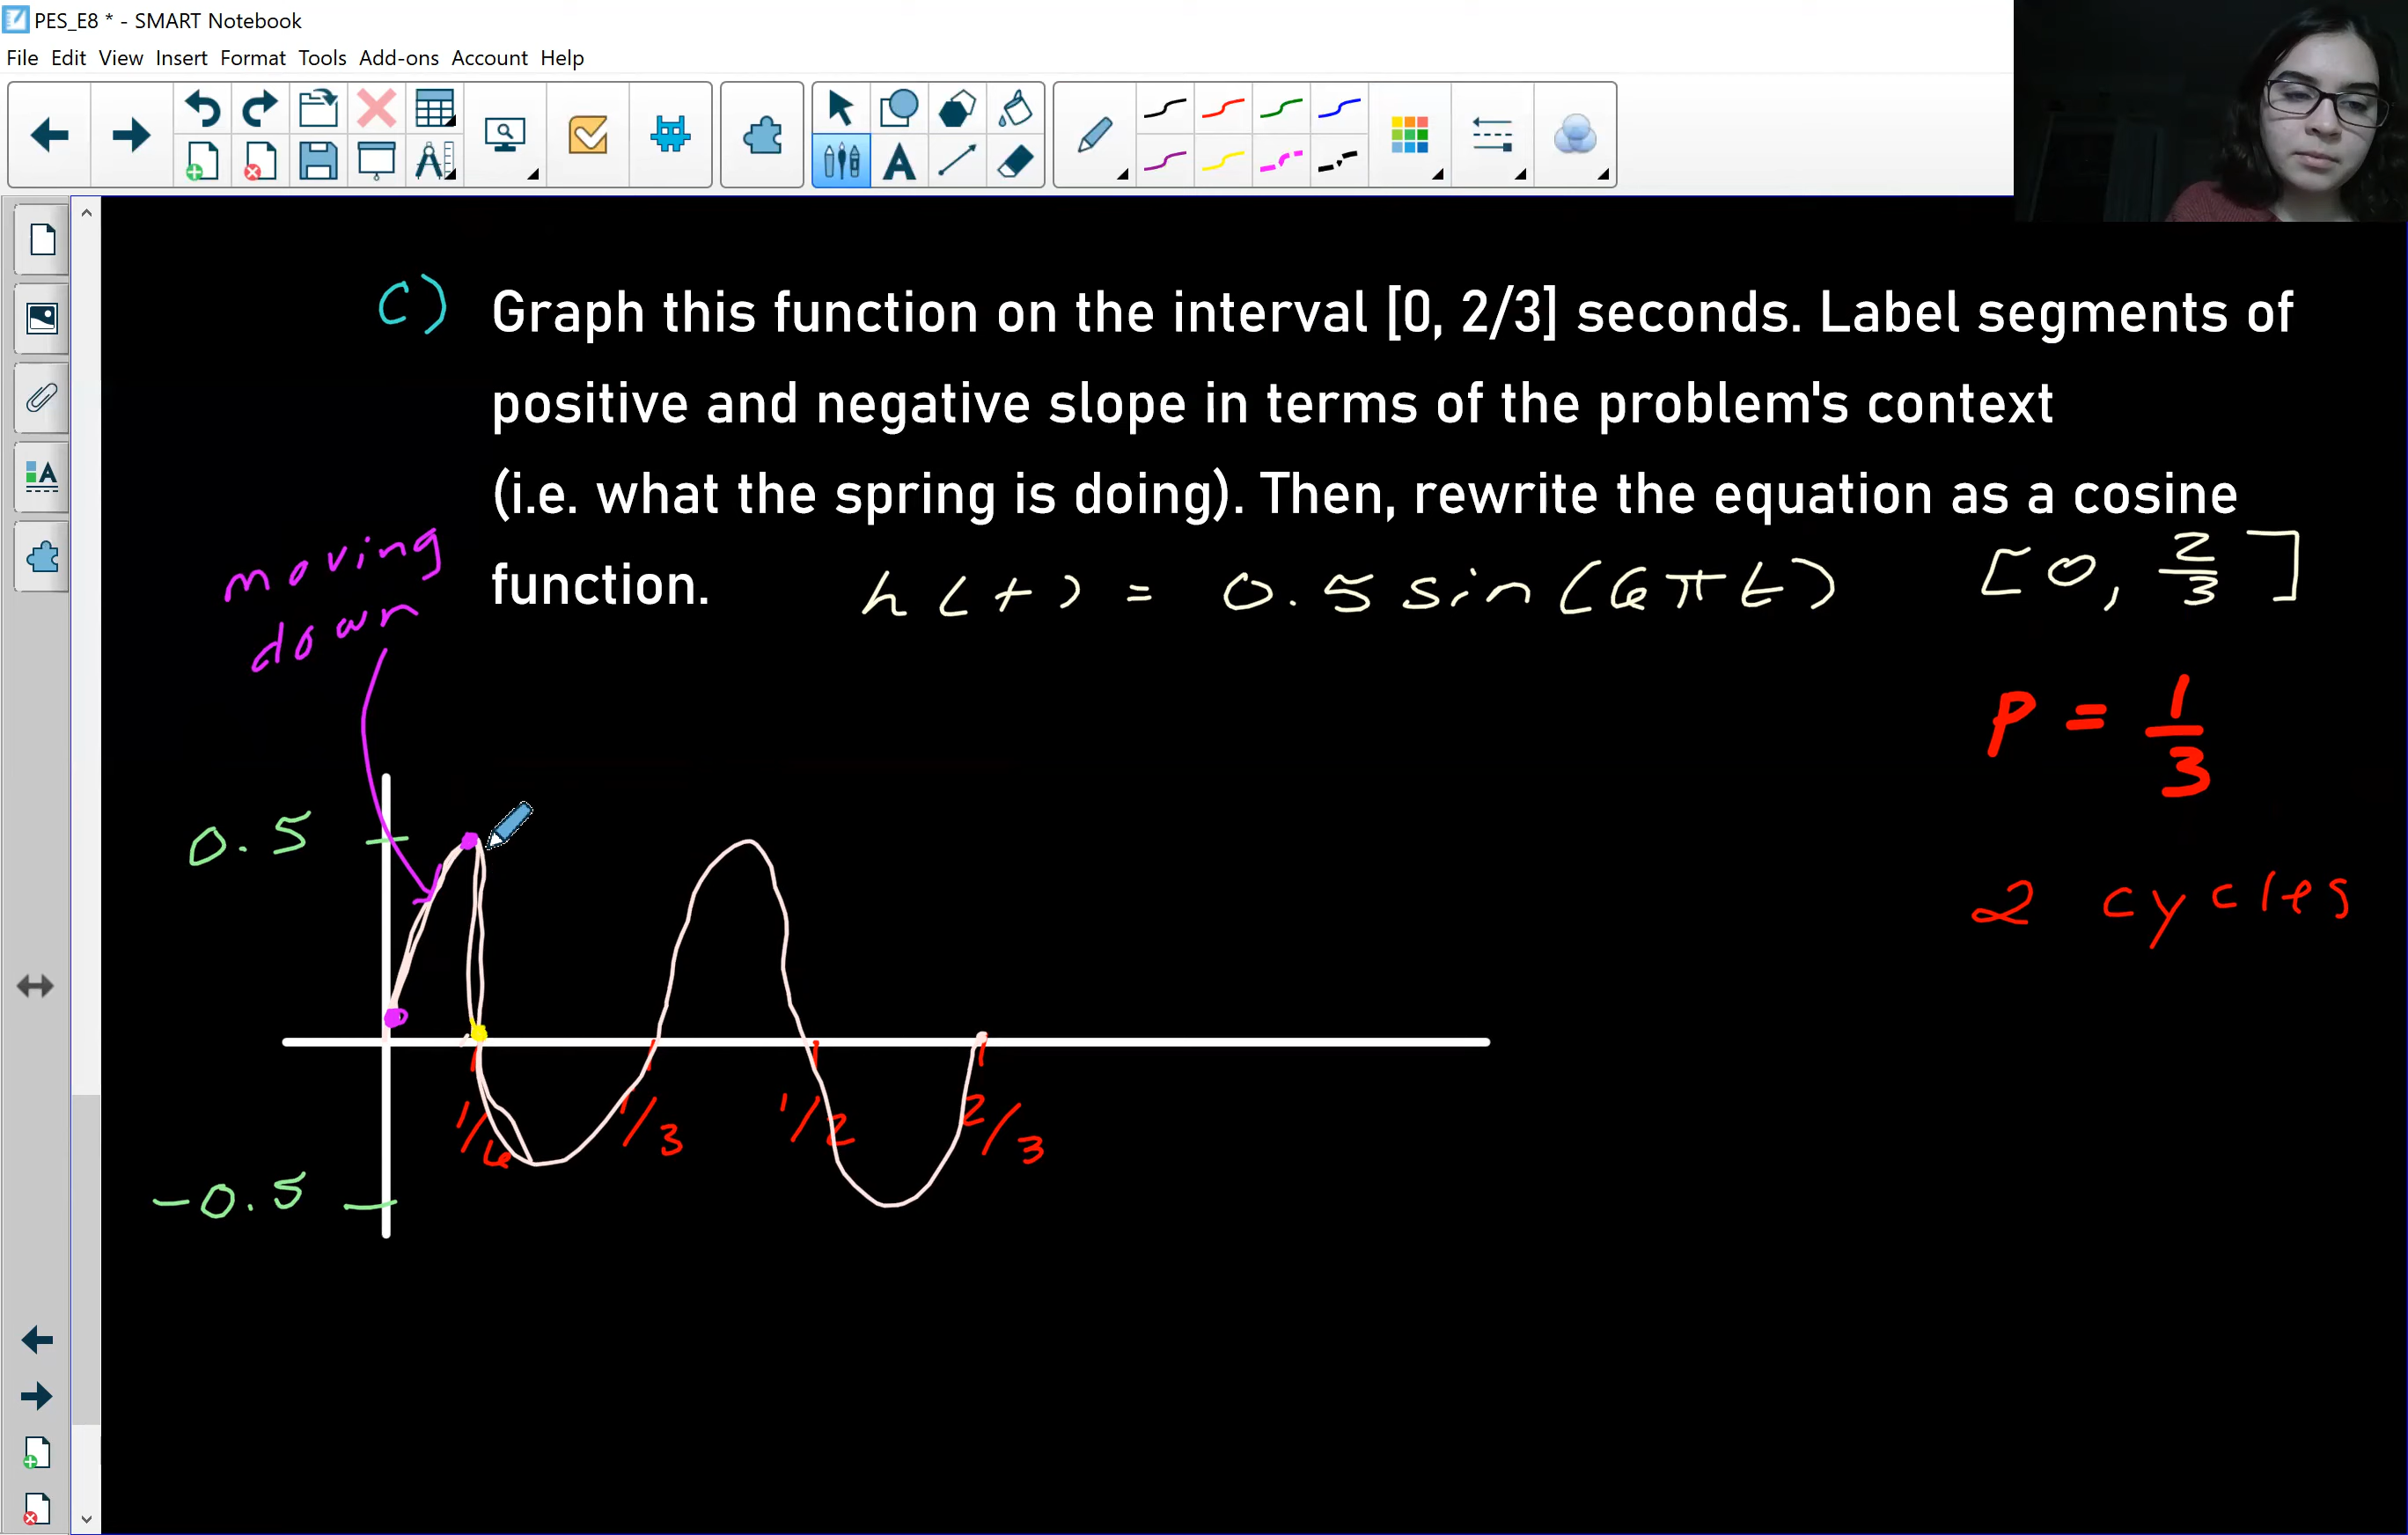 PES_E8 * - SMART Notebook
File Edit View Insert Format Tools Add-ons Account Help
c) Graph this function on the interval [0, 2/3] seconds. Label segments of
positive and negative slope in terms of the problem's context
(i.e. what the spring is doing). Then, rewrite the equation as a cosine
function. h(t) = 0.5 sin(6πt) [0, 2/3]
moving
down
P = 1/3
2 cycles
0.5
1/6 1/3 1/2 2/3
-0.5